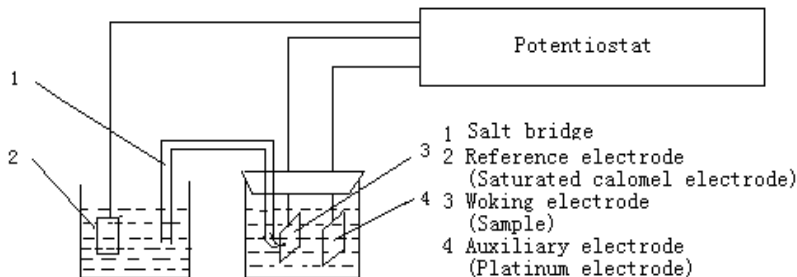 Potentiostat
1
2
3
4
1 Salt bridge
2 Reference electrode
(Saturated calomel electrode)
3 Woking electrode
(Sample)
4 Auxiliary electrode
(Platinum electrode)